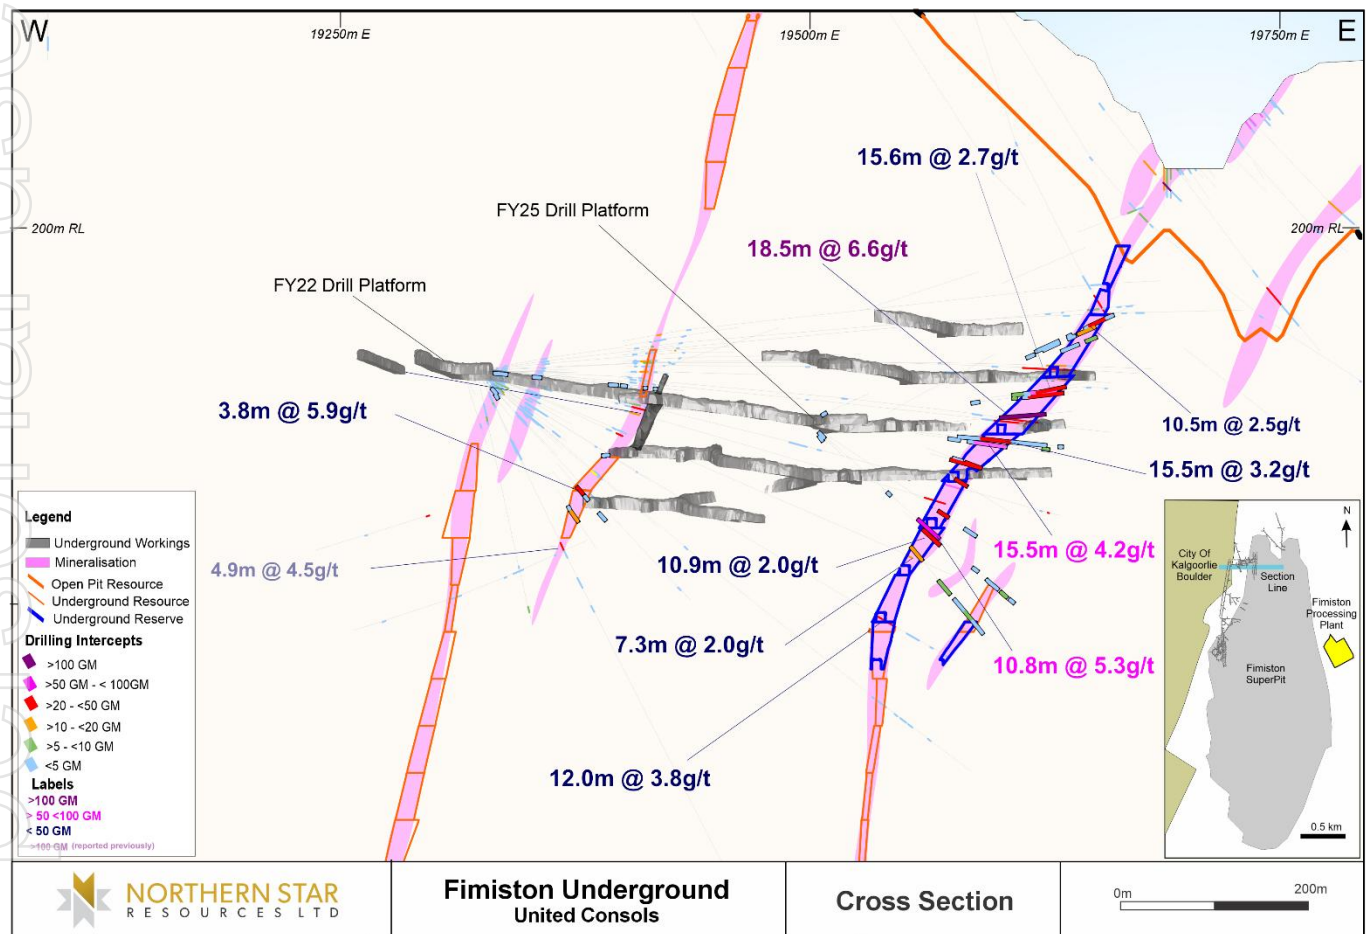 W
E
19250m E
19500m E
19750m E
200m RL
200m RL
15.6m @ 2.7g/t
FY25 Drill Platform
18.5m @ 6.6g/t
FY22 Drill Platform
3.8m @ 5.9g/t
10.5m @ 2.5g/t
15.5m @ 3.2g/t
15.5m @ 4.2g/t
4.9m @ 4.5g/t
10.9m @ 2.0g/t
7.3m @ 2.0g/t
10.8m @ 5.3g/t
12.0m @ 3.8g/t
Legend
Underground Workings
Mineralisation
Open Pit Resource
Underground Resource
Underground Reserve
Drilling Intercepts
>100 GM
>50 GM - < 100GM
>20 - <50 GM
>10 - <20 GM
>5 - <10 GM
<5 GM
Labels
>100 GM
> 50 <100 GM
< 50 GM
>100 GM (reported previously)
N
City Of
Kalgoorlie
Boulder
Section
Line
Fimiston
Processing
Plant
Fimiston
SuperPit
0.5 km
NORTHERN STAR
RESOURCES LTD
Fimiston Underground
United Consols
Cross Section
0m
200m